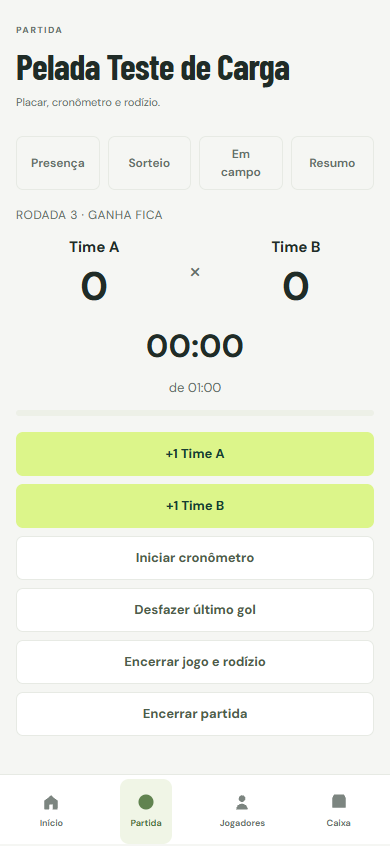 PARTIDA
Pelada Teste de Carga
Placar, cronômetro e rodízio.
Presença
Sorteio
Em
campo
Resumo
RODADA 3 · GANHA FICA
Time A
0
×
Time B
0
00:00
de 01:00
+1 Time A
+1 Time B
Iniciar cronômetro
Desfazer último gol
Encerrar jogo e rodízio
Encerrar partida
Início
Partida
Jogadores
Caixa